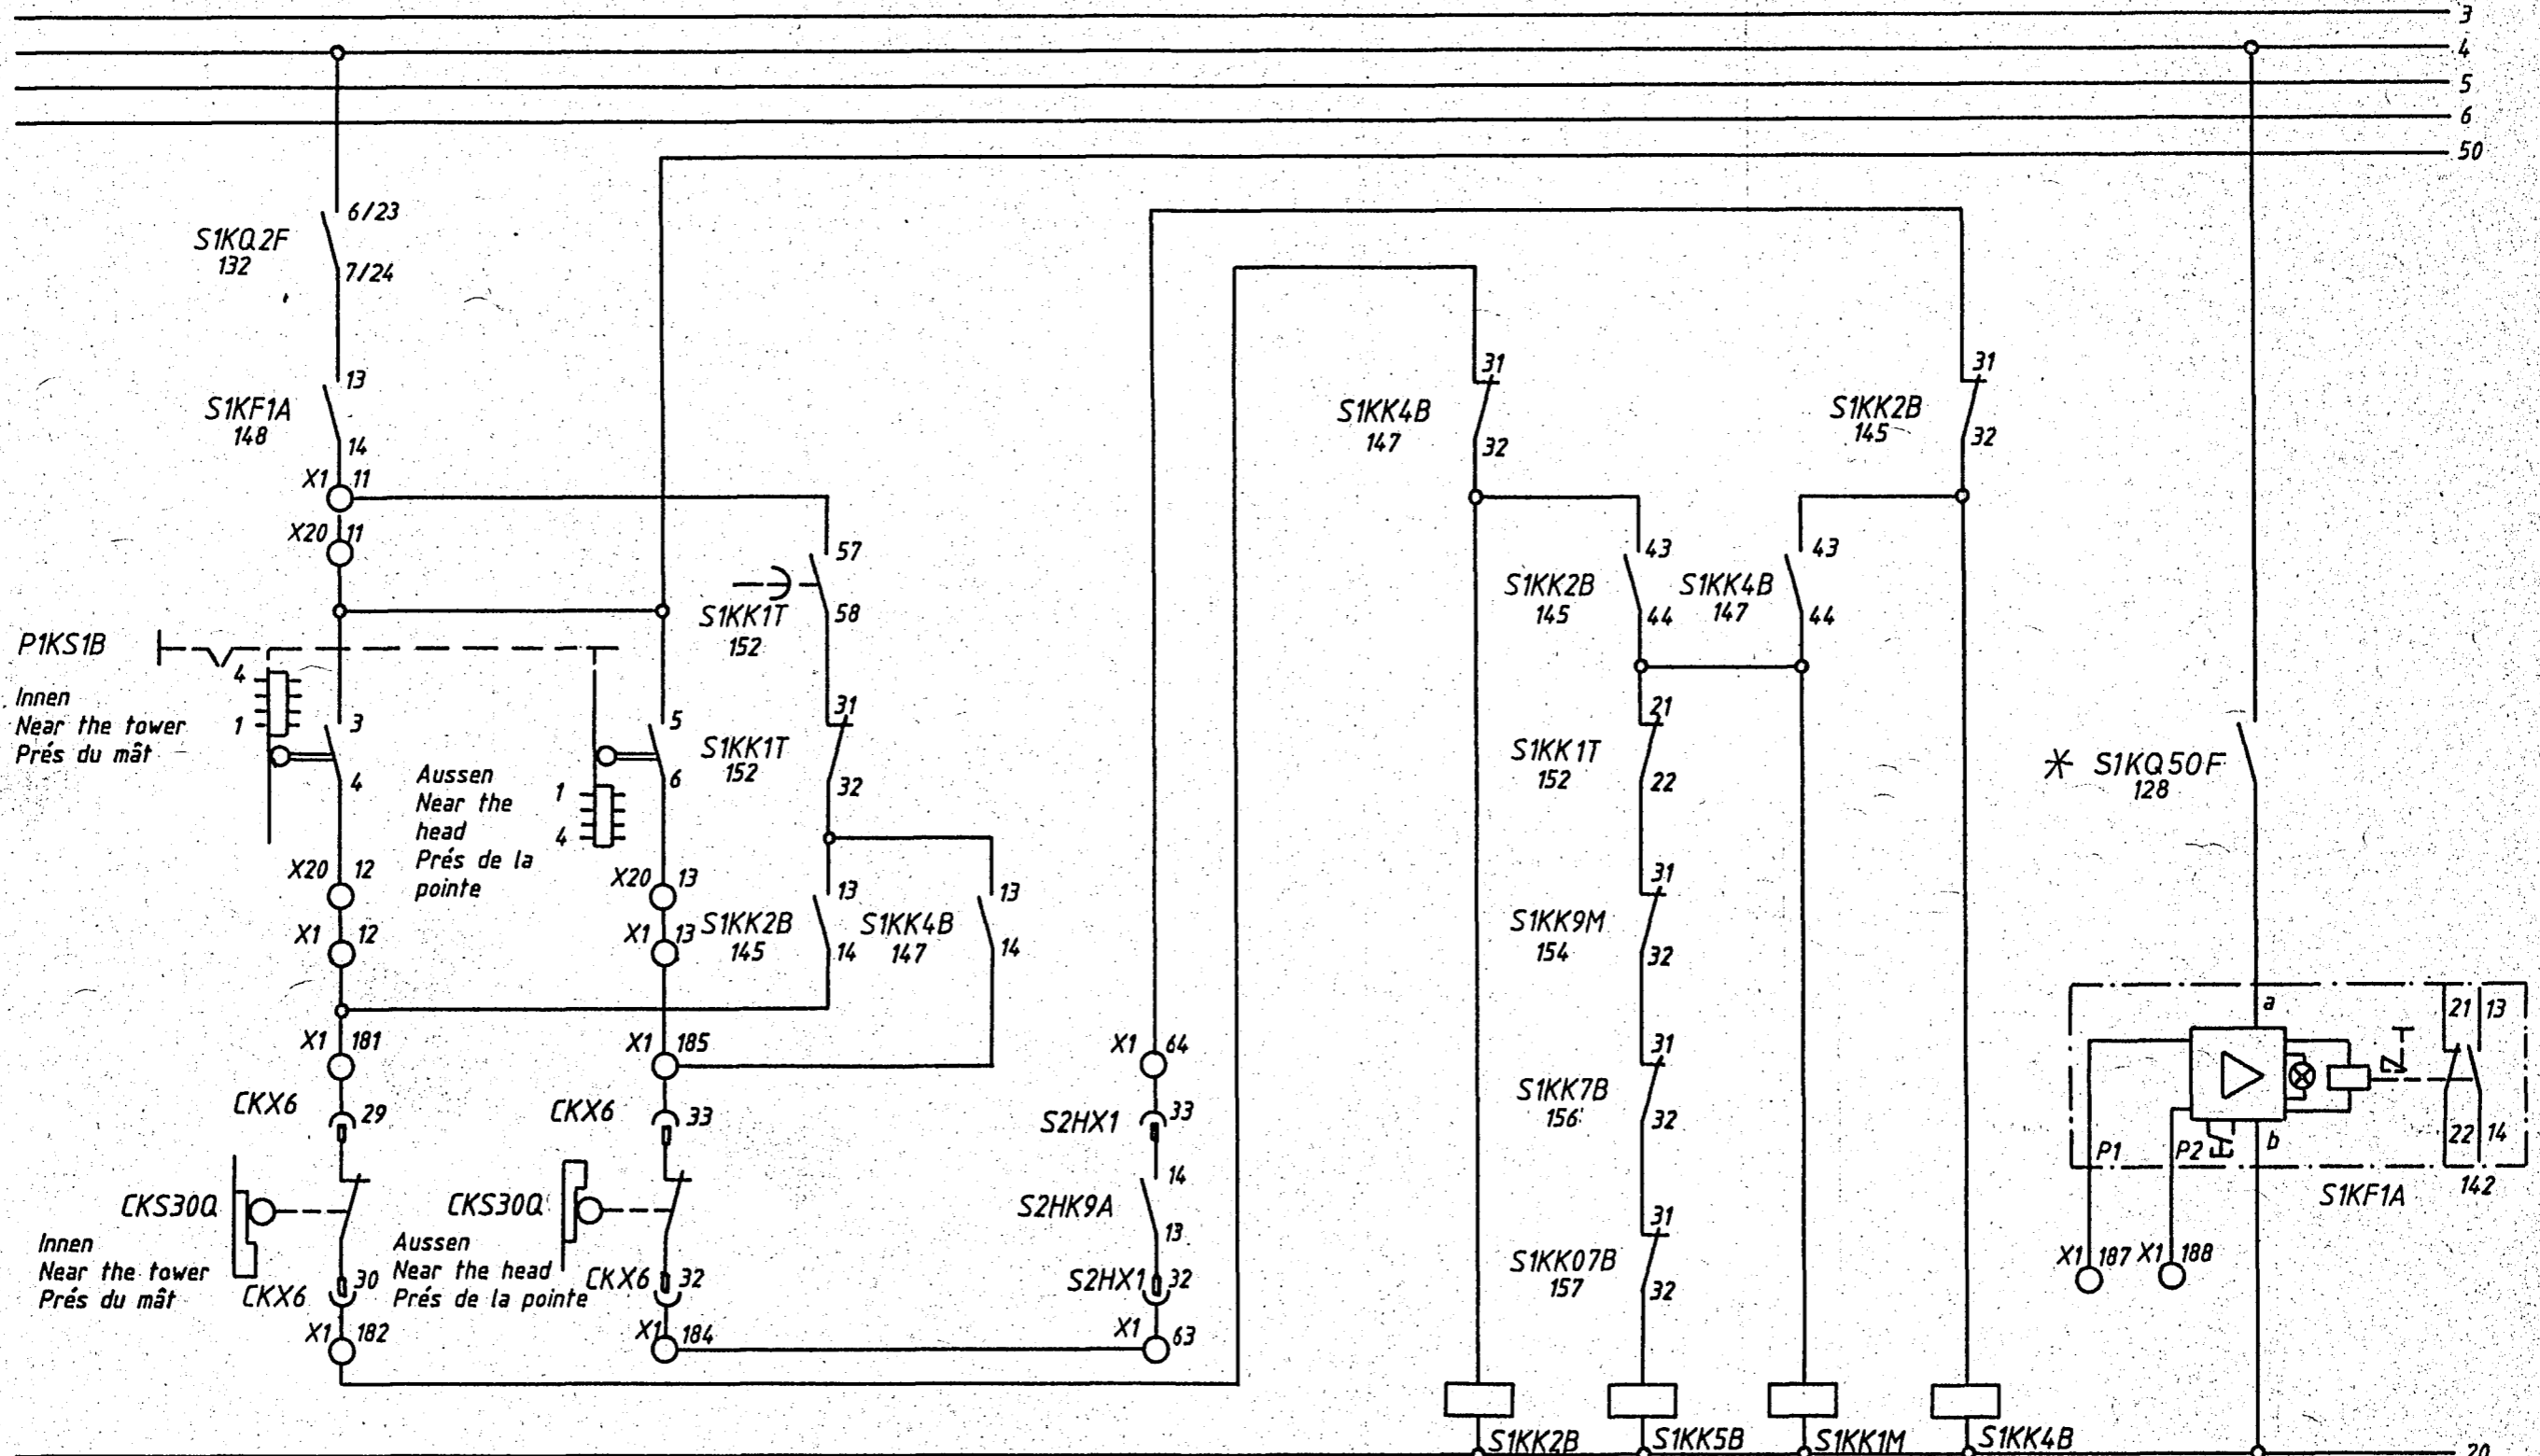 3
4
5
6
50
S1KQ2F
132
6/23
7/24
S1KF1A
148
13
14
X1 11
X20 11
P1KS1B
Innen
Near the tower
Prés du mât
4
1
3
4
Aussen
Near the
head
Prés de la
pointe
1
4
5
6
X20 12
X1 12
X20 13
X1 13
S1KK1T
152
57
58
S1KK1T
152
31
32
S1KK2B
145
13
14
S1KK4B
147
13
14
X1 181
CKX6 29
CKS30Q
Innen
Near the tower
Prés du mât
CKX6 30
X1 182
X1 185
CKX6 33
CKS30Q
Aussen
Near the head
Prés de la pointe
CKX6 32
X1 184
X1 64
S2HX1 33
S2HK9A
14
13
S2HX1 32
X1 63
S1KK4B
147
31
32
S1KK2B
145
31
32
S1KK2B
145
43
44
S1KK4B
147
43
44
S1KK1T
152
21
22
S1KK9M
154
31
32
S1KK7B
156
31
32
S1KK07B
157
31
32
S1KK2B
S1KK5B
S1KK1M
S1KK4B
* S1KQ50F
128
a
b
P1
P2
21 13
22 14
S1KF1A
142
X1 187
X1 188
20